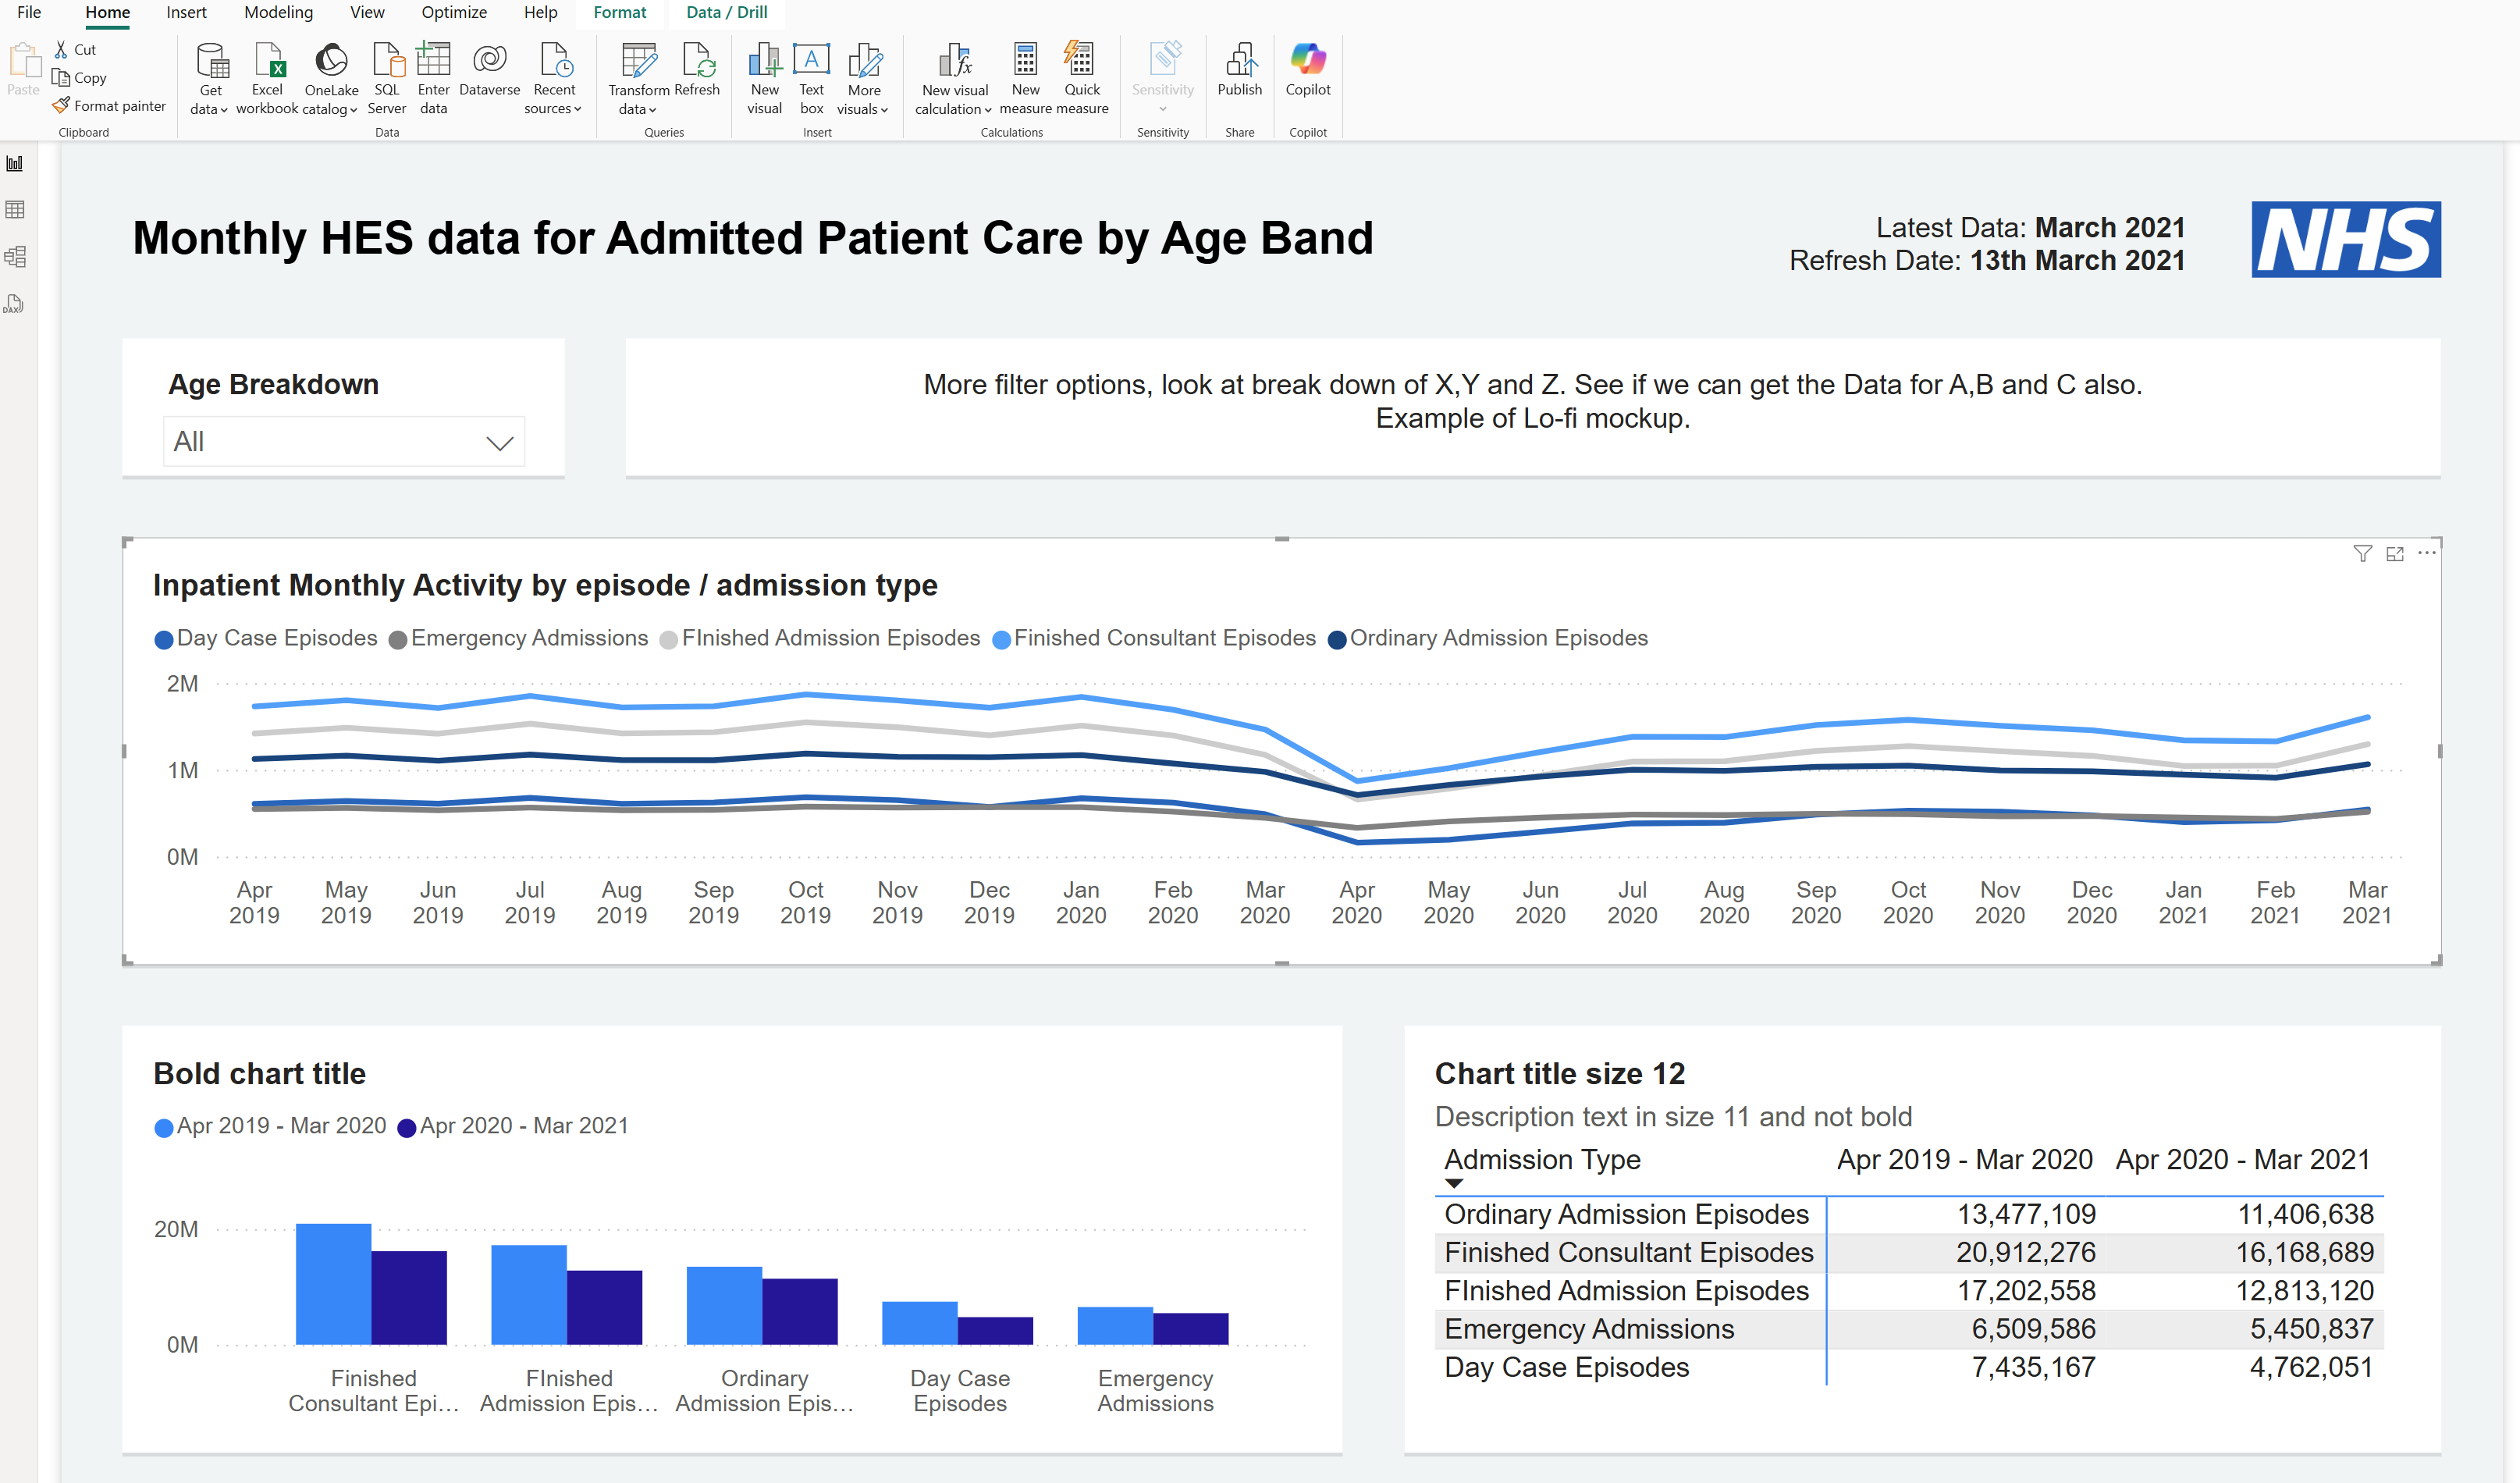 File Home Insert Modeling View Optimize Help Format Data / Drill
Paste
Cut
Copy
Format painter
Clipboard
Get data
Excel workbook
OneLake catalog
SQL Server
Enter data
Dataverse
Recent sources
Data
Transform data
Refresh
Queries
New visual
Text box
More visuals
Insert
New visual calculation
New measure
Quick measure
Calculations
Sensitivity
Sensitivity
Publish
Share
Copilot
Copilot
DAX
Monthly HES data for Admitted Patient Care by Age Band
Latest Data: March 2021
Refresh Date: 13th March 2021
NHS
Age Breakdown
All
More filter options, look at break down of X,Y and Z. See if we can get the Data for A,B and C also.
Example of Lo-fi mockup.
Inpatient Monthly Activity by episode / admission type
Day Case Episodes Emergency Admissions FInished Admission Episodes Finished Consultant Episodes Ordinary Admission Episodes
2M
1M
0M
Apr May Jun Jul Aug Sep Oct Nov Dec Jan Feb Mar Apr May Jun Jul Aug Sep Oct Nov Dec Jan Feb Mar
2019 2019 2019 2019 2019 2019 2019 2019 2019 2020 2020 2020 2020 2020 2020 2020 2020 2020 2020 2020 2020 2021 2021 2021
Bold chart title
Apr 2019 - Mar 2020 Apr 2020 - Mar 2021
20M
0M
Finished Consultant Epi...
FInished Admission Epis...
Ordinary Admission Epis...
Day Case Episodes
Emergency Admissions
Chart title size 12
Description text in size 11 and not bold
Admission Type Apr 2019 - Mar 2020 Apr 2020 - Mar 2021
Ordinary Admission Episodes 13,477,109 11,406,638
Finished Consultant Episodes 20,912,276 16,168,689
FInished Admission Episodes 17,202,558 12,813,120
Emergency Admissions 6,509,586 5,450,837
Day Case Episodes 7,435,167 4,762,051